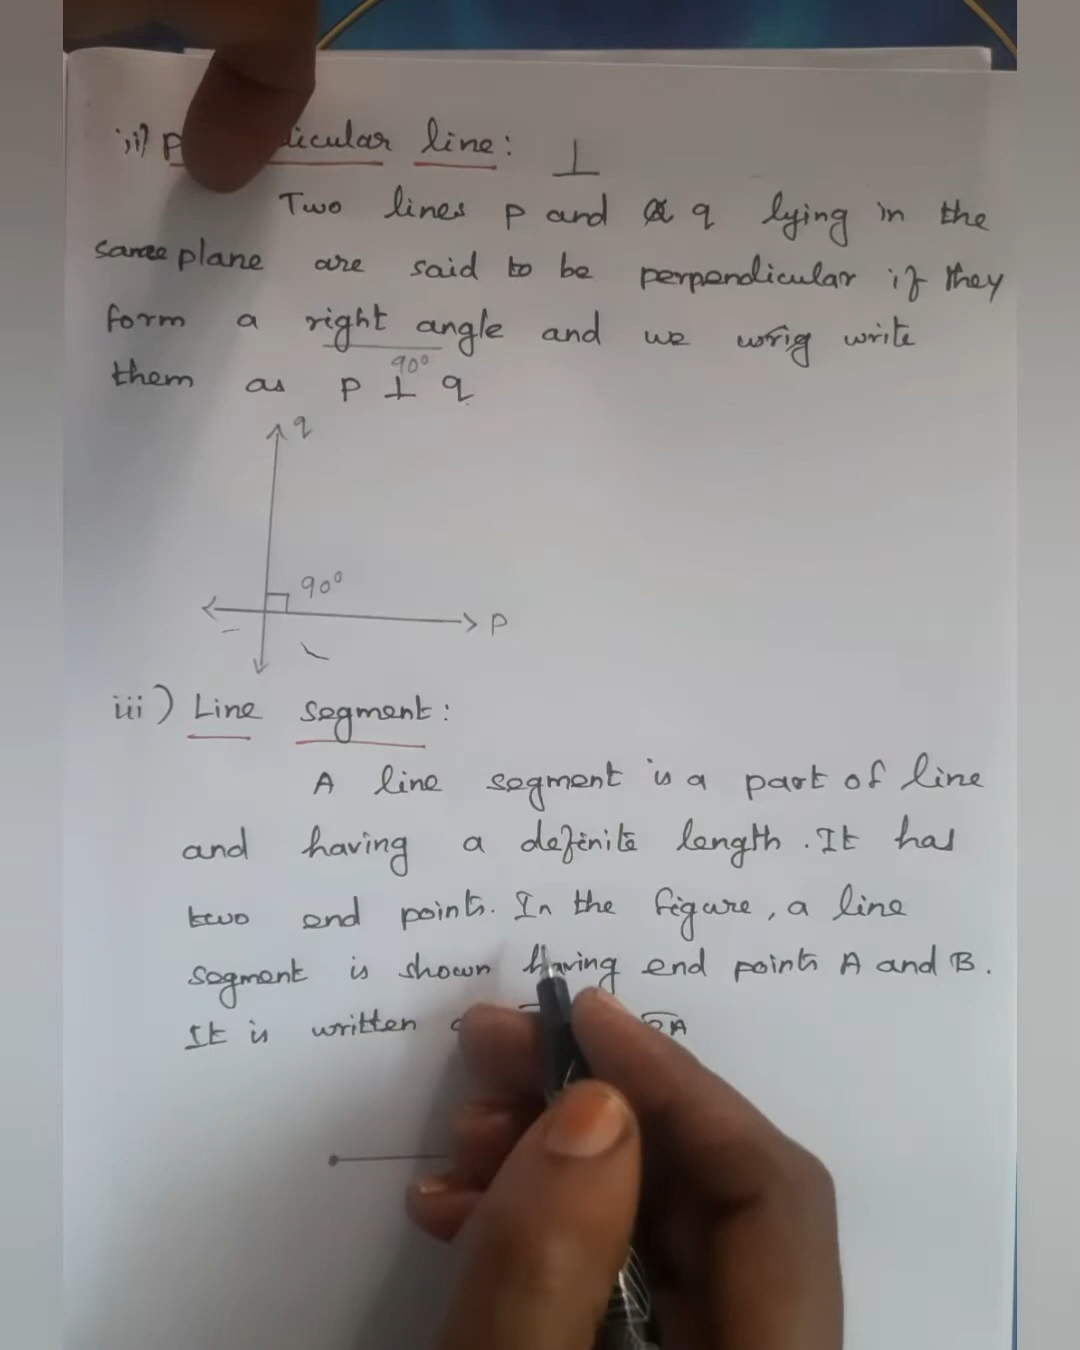 ii) line: ⊥
Two lines p and q lying in the
same plane are said to be perpendicular if they
form a right angle and we wrig write
90°
them as p ⊥ q
q
90°
p
iii) Line segment:
A line segment is a part of line
and having a definite length. It has
two end points. In the figure, a line
segment is shown having end points A and B.
It is written